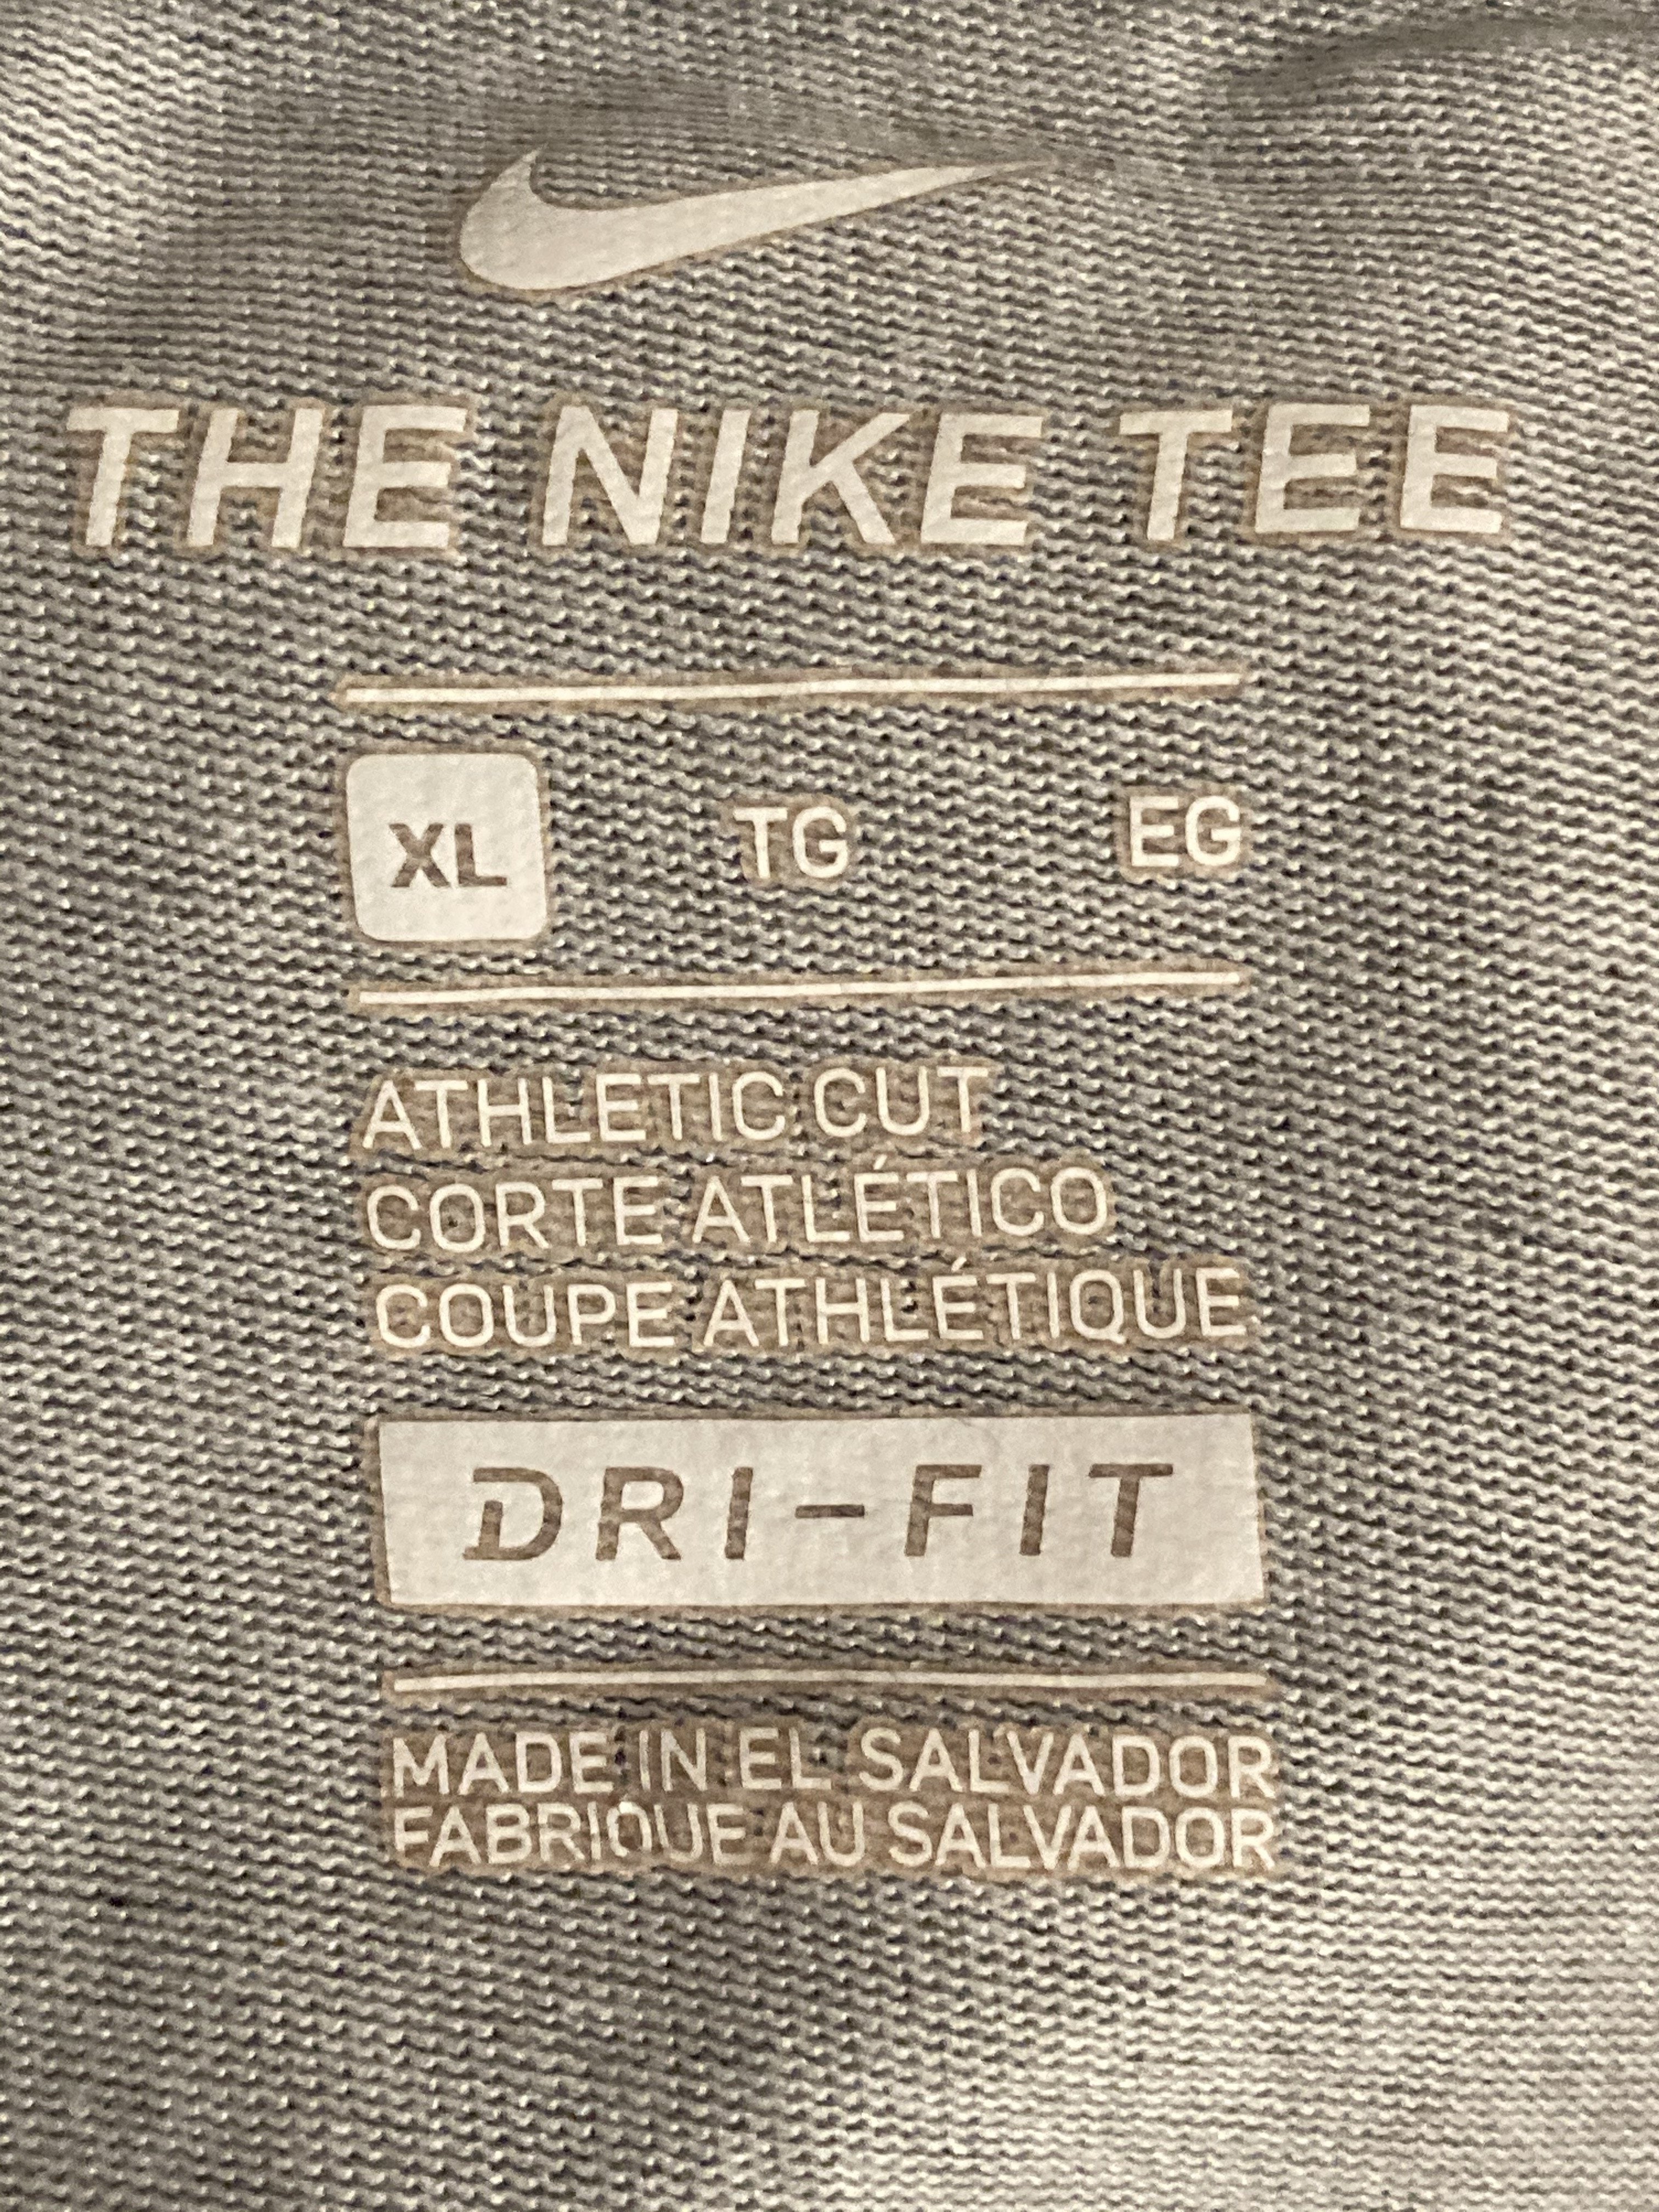 THE NIKE TEE
XL TG EG
ATHLETIC CUT
CORTE ATLÉTICO
COUPE ATHLÉTIQUE
DRI-FIT
MADE IN EL SALVADOR
FABRIQUE AU SALVADOR